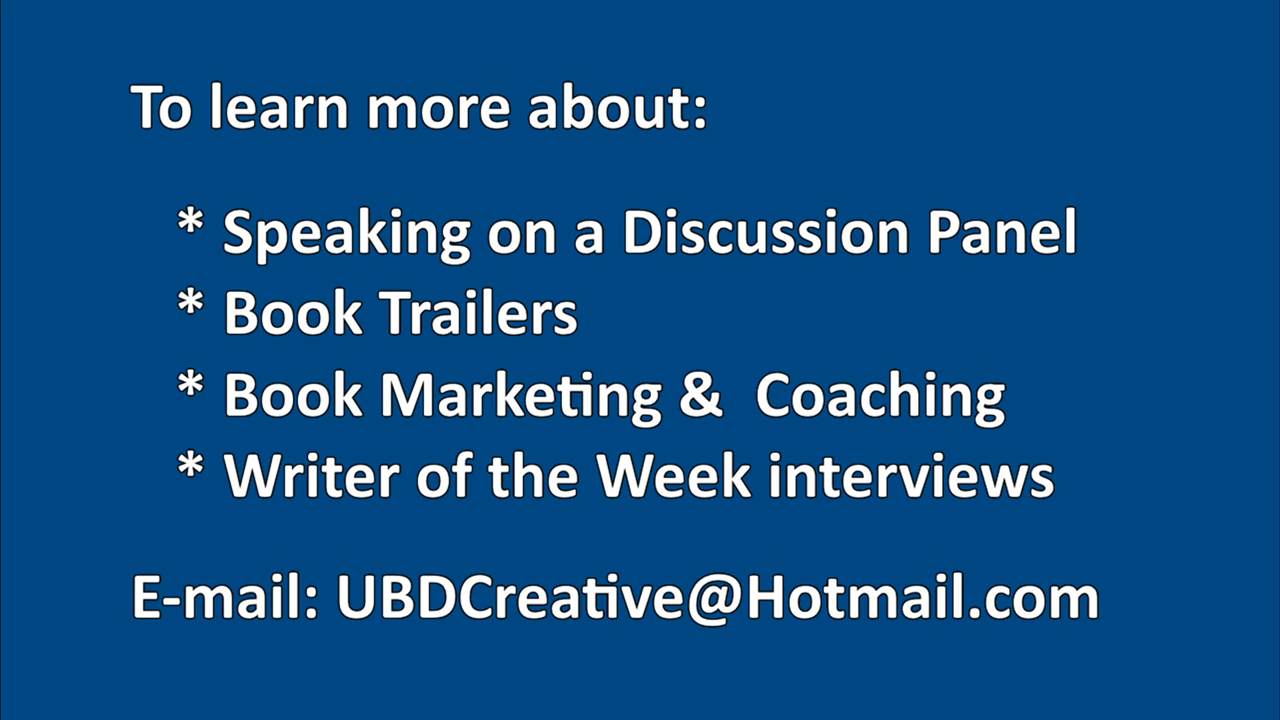 To learn more about:
* Speaking on a Discussion Panel
* Book Trailers
* Book Marketing &  Coaching
* Writer of the Week interviews
E-mail: UBDCreative@Hotmail.com